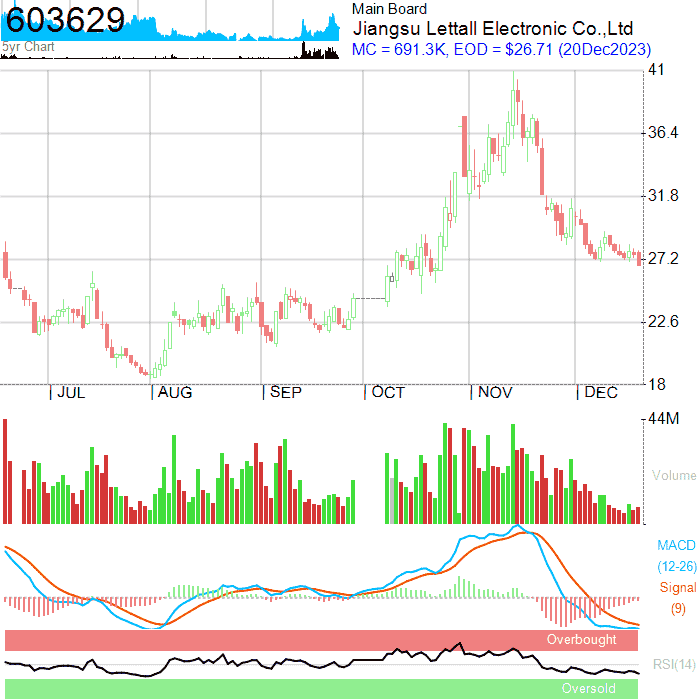 603629
5yr Chart
Main Board
Jiangsu Lettall Electronic Co.,Ltd
MC = 691.3K, EOD = $26.71 (20Dec2023)
41
36.4
31.8
27.2
22.6
18
JUL
AUG
SEP
OCT
NOV
DEC
44M
Volume
MACD
(12-26)
Signal
(9)
Overbought
RSI(14)
Oversold